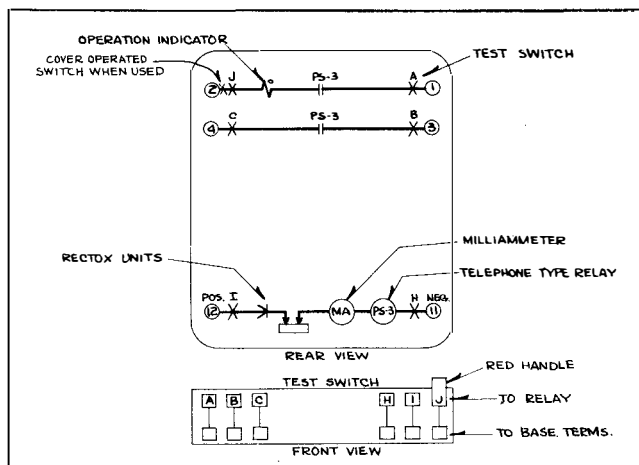 OPERATION INDICATOR
TEST SWITCH
COVER OPERATED
SWITCH WHEN USED
J PS-3 A
2 1
C PS-3 B
4 3
MILLIAMMETER
RECTOX UNITS
TELEPHONE TYPE RELAY
POS. I H NEG.
12 MA PS-3 11
REAR VIEW
RED HANDLE
TEST SWITCH
A B C H I J TO RELAY
TO BASE. TERMS.
FRONT VIEW